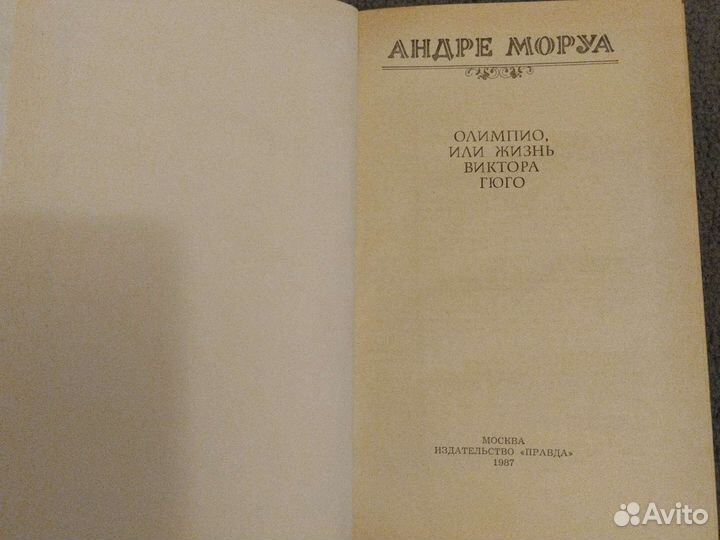 АНДРЕ МОРУА
ОЛИМПИО,
ИЛИ ЖИЗНЬ
ВИКТОРА
ГЮГО
МОСКВА
ИЗДАТЕЛЬСТВО «ПРАВДА»
1987
Avito